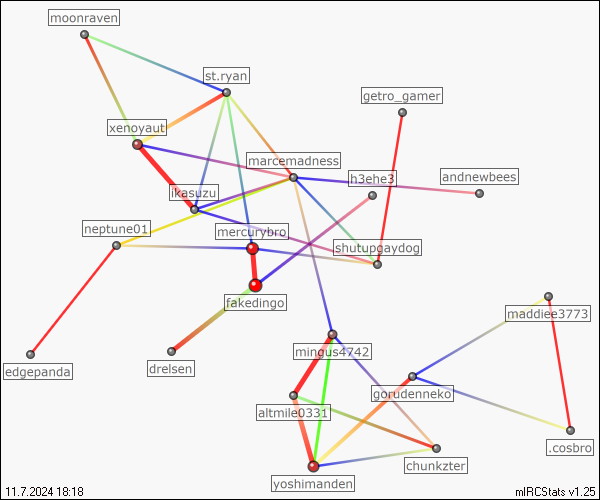 moonraven
st.ryan
getro_gamer
xenoyaut
marcemadness
h3ehe3
andnewbees
ikasuzu
neptune01
mercurybro
shutupgaydog
fakedingo
maddiee3773
mingus4742
drelsen
edgepanda
gorudenneko
altmile0331
.cosbro
chunkzter
yoshimanden
11.7.2024 18:18
mIRCStats v1.25